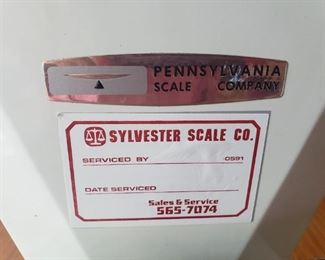 PENNSYLVANIA
SCALE COMPANY
SYLVESTER SCALE CO.
SERVICED BY 0591
DATE SERVICED
Sales & Service
565-7074